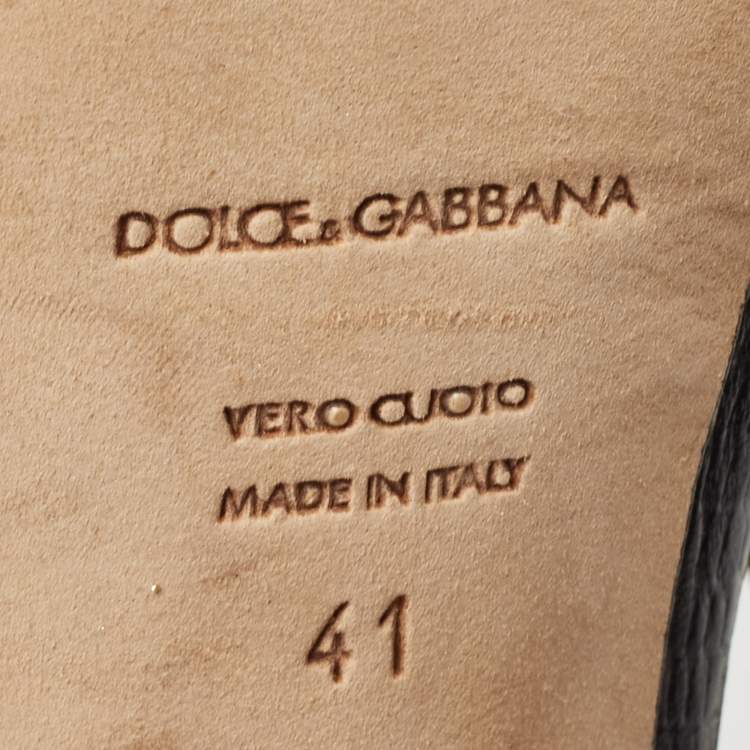 DOLCE & GABBANA
VERO CUOIO
MADE IN ITALY
41